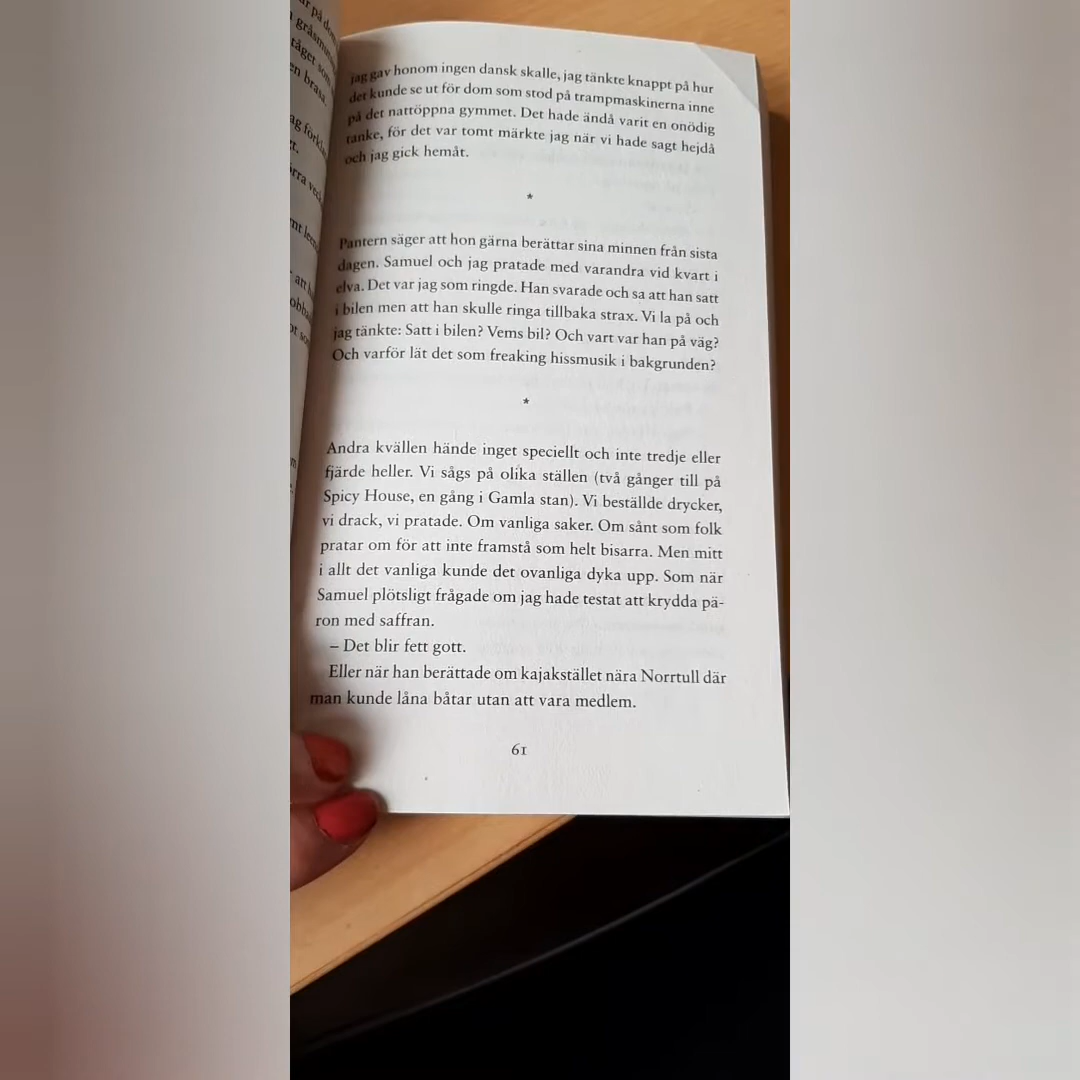 jag gav honom ingen dansk skalle, jag tänkte knappt på hur
det kunde se ut för dom som stod på trampmaskinerna inne
på det nattöppna gymmet. Det hade ändå varit en onödig
tanke, för det var tomt märkte jag när vi hade sagt hejdå
och jag gick hemåt.
*
Pantern säger att hon gärna berättar sina minnen från sista
dagen. Samuel och jag pratade med varandra vid kvart i
elva. Det var jag som ringde. Han svarade och sa att han satt
i bilen men att han skulle ringa tillbaka strax. Vi la på och
jag tänkte: Satt i bilen? Vems bil? Och vart var han på väg?
Och varför lät det som freaking hissmusik i bakgrunden?
*
Andra kvällen hände inget speciellt och inte tredje eller
fjärde heller. Vi sågs på olika ställen (två gånger till på
Spicy House, en gång i Gamla stan). Vi beställde drycker,
vi drack, vi pratade. Om vanliga saker. Om sånt som folk
pratar om för att inte framstå som helt bisarra. Men mitt
i allt det vanliga kunde det ovanliga dyka upp. Som när
Samuel plötsligt frågade om jag hade testat att krydda pä-
ron med saffran.
– Det blir fett gott.
Eller när han berättade om kajakstället nära Norrtull där
man kunde låna båtar utan att vara medlem.
61